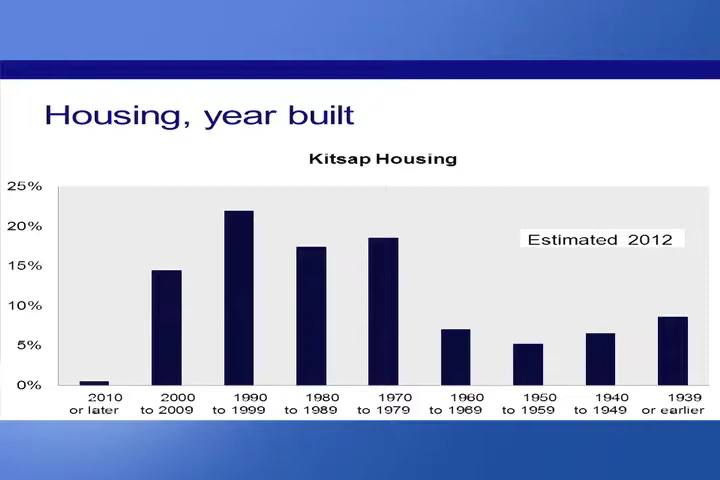 Housing, year built
Kitsap Housing
25%
20%
Estimated 2012
15%
10%
5%
0%
2010 2000 1990 1980 1970 1960 1950 1940 1939
or later to 2009 to 1999 to 1989 to 1979 to 1969 to 1959 to 1949 or earlier